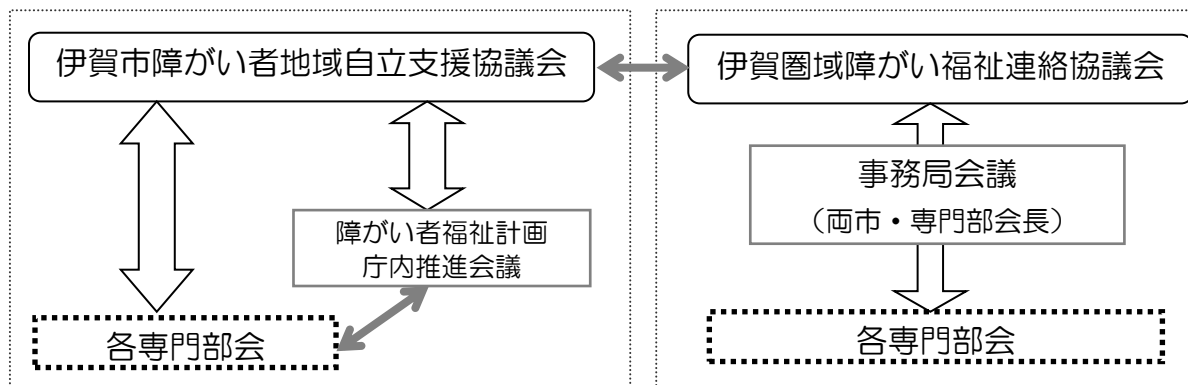 伊賀市障がい者地域自立支援協議会
障がい者福祉計画
庁内推進会議
各専門部会
伊賀圏域障がい福祉連絡協議会
事務局会議
（両市・専門部会長）
各専門部会